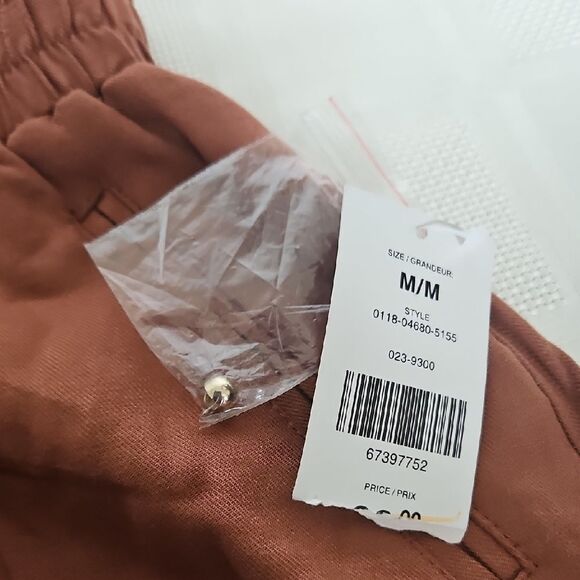 SIZE / GRANDEUR:
M/M
STYLE
0118-04680-5155
023-9300
67397752
PRICE / PRIX